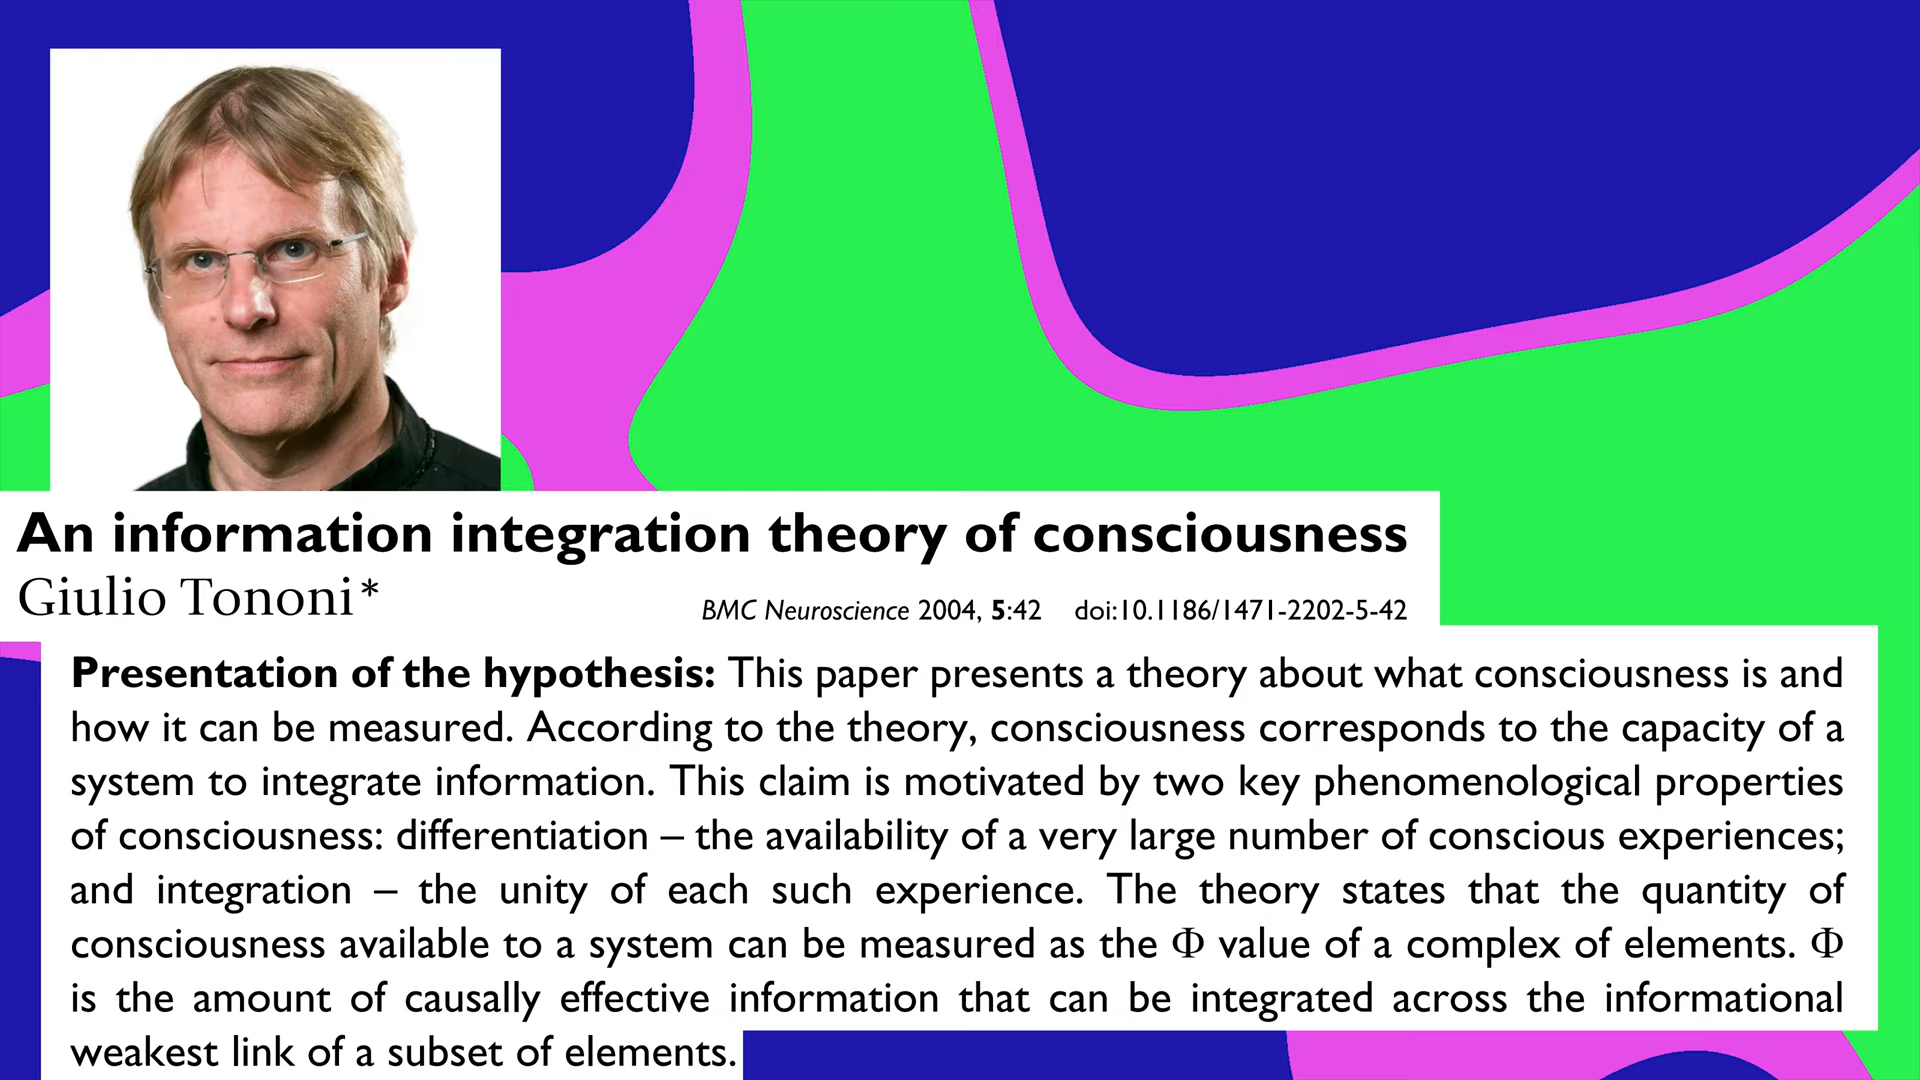 An information integration theory of consciousness
Giulio Tononi*
BMC Neuroscience 2004, 5:42 doi:10.1186/1471-2202-5-42
Presentation of the hypothesis: This paper presents a theory about what consciousness is and
how it can be measured. According to the theory, consciousness corresponds to the capacity of a
system to integrate information. This claim is motivated by two key phenomenological properties
of consciousness: differentiation – the availability of a very large number of conscious experiences;
and integration – the unity of each such experience. The theory states that the quantity of
consciousness available to a system can be measured as the Φ value of a complex of elements. Φ
is the amount of causally effective information that can be integrated across the informational
weakest link of a subset of elements.